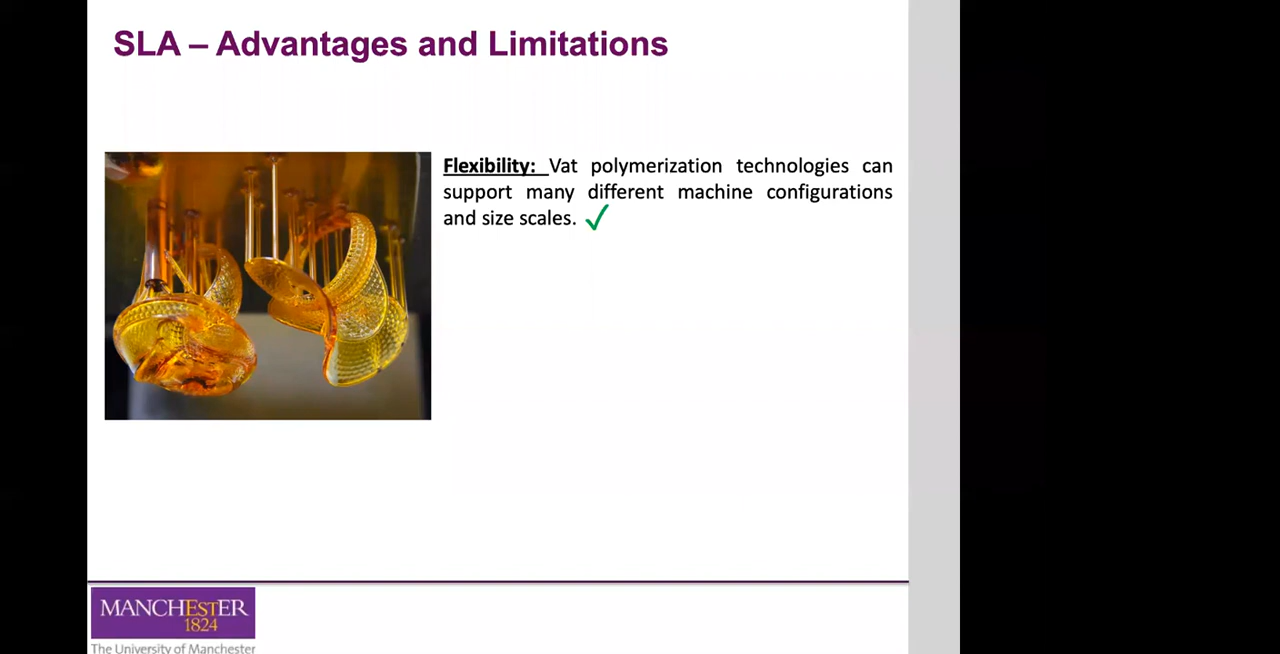 SLA – Advantages and Limitations
Flexibility: Vat polymerization technologies can
support many different machine configurations
and size scales.
MANCHESTER
1824
The University of Manchester